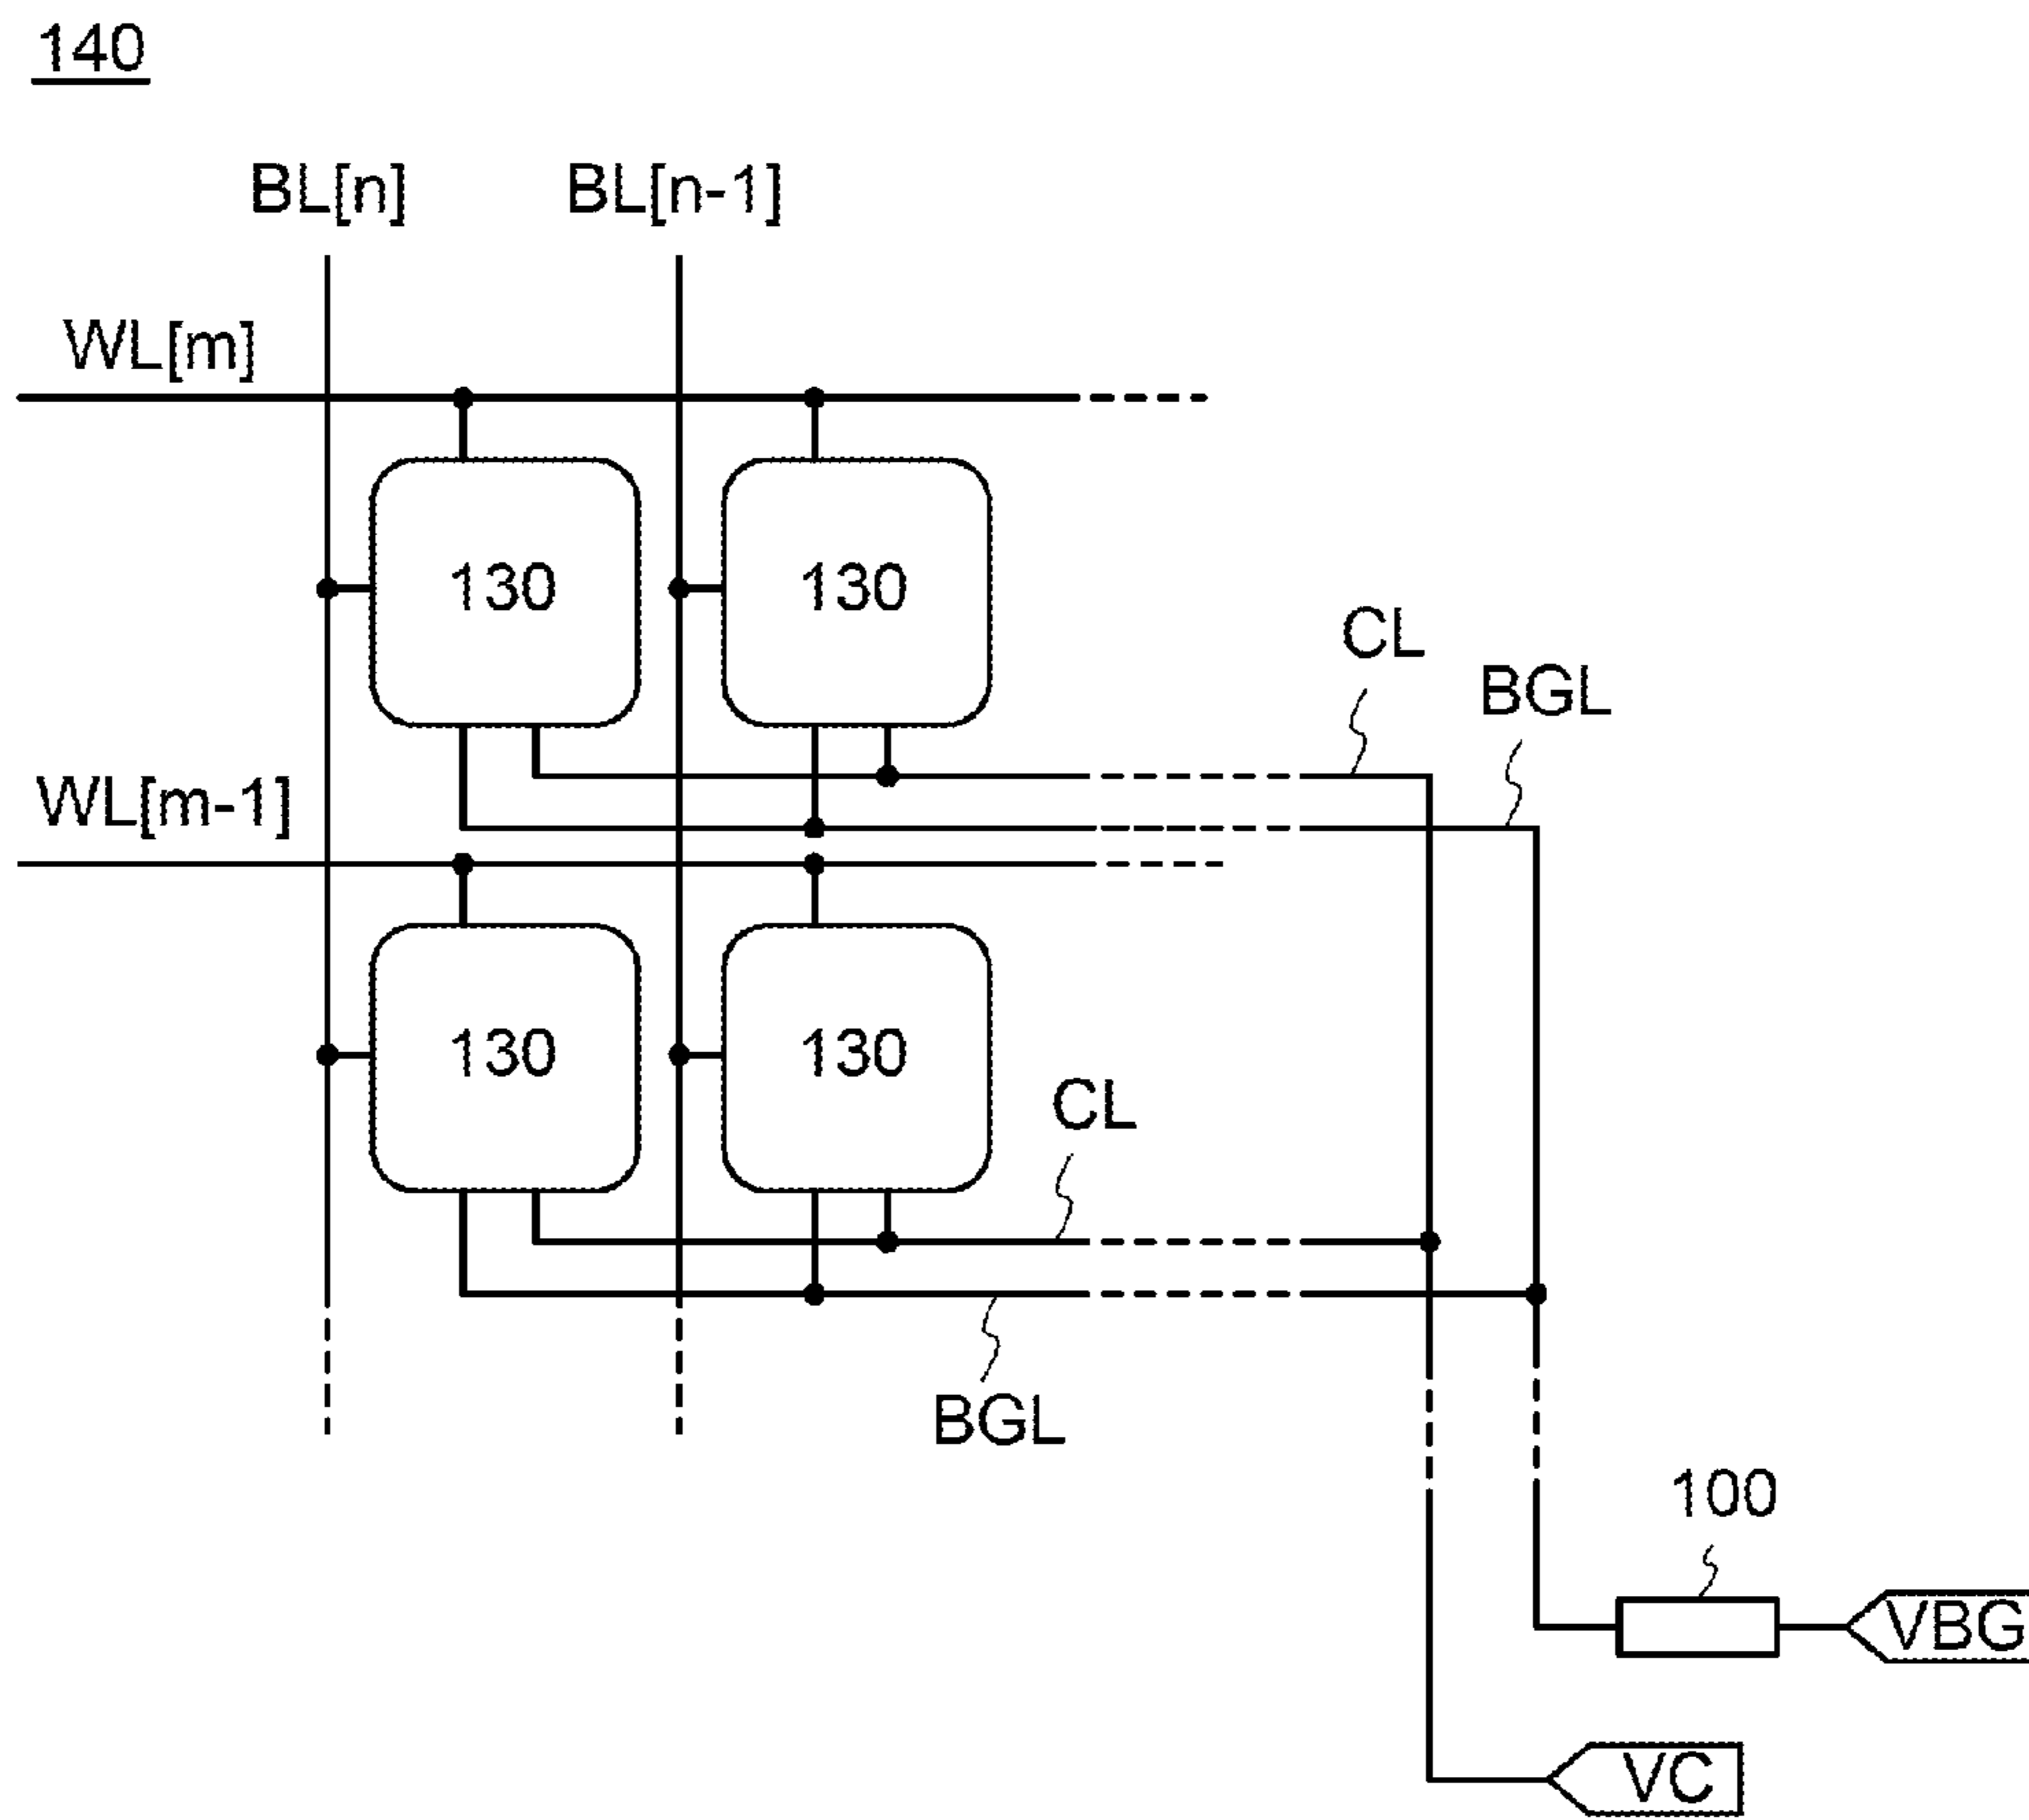 140
BL[n] BL[n-1]
WL[m]
130 130
CL
BGL
WL[m-1]
130 130
CL
BGL
100
VBG
VC